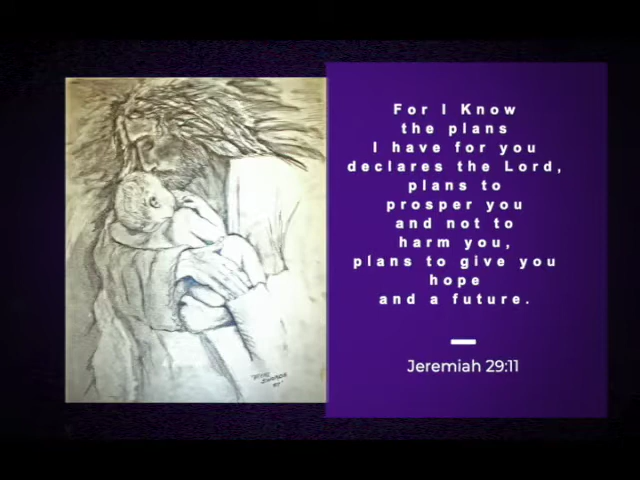 For I Know
the plans
I have for you
declares the Lord,
plans to
prosper you
and not to
harm you,
plans to give you
hope
and a future.
Jeremiah 29:11